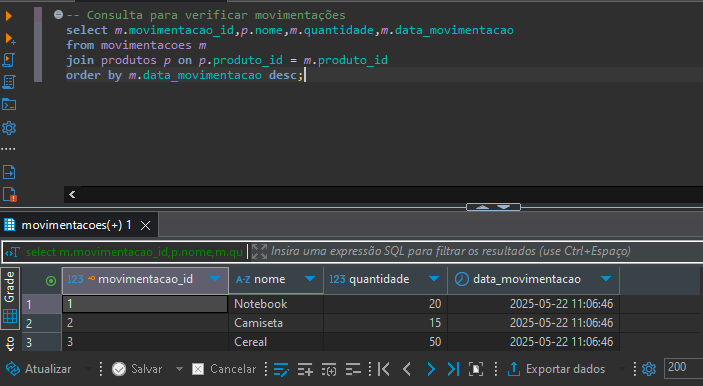 -- Consulta para verificar movimentações
select m.movimentacao_id,p.nome,m.quantidade,m.data_movimentacao
from movimentacoes m
join produtos p on p.produto_id = m.produto_id
order by m.data_movimentacao desc;
movimentacoes(+) 1
select m.movimentacao_id,p.nome,m.qu
Insira uma expressão SQL para filtrar os resultados (use Ctrl+Espaço)
Grade
123 movimentacao_id A-Z nome 123 quantidade data_movimentacao
1 1 Notebook 20 2025-05-22 11:06:46
2 2 Camiseta 15 2025-05-22 11:06:46
3 3 Cereal 50 2025-05-22 11:06:46
Atualizar Salvar Cancelar Exportar dados 200